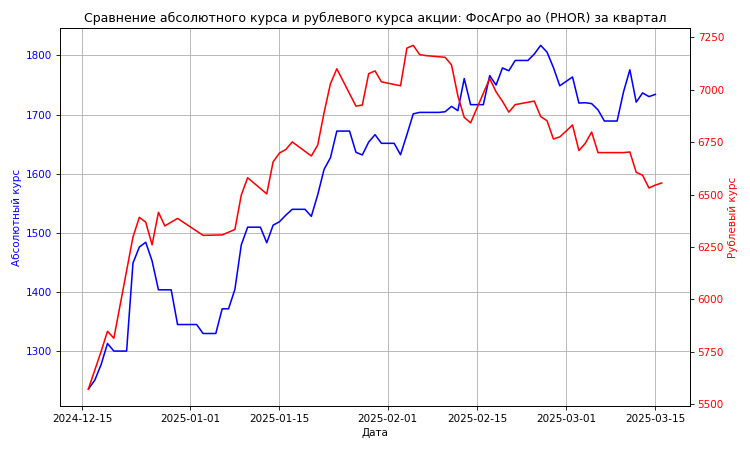 Сравнение абсолютного курса и рублевого курса акции: ФосАгро ао (PHOR) за квартал
Абсолютный курс
1800
1700
1600
1500
1400
1300
7250
7000
6750
6500
6250
6000
5750
5500
Рублевый курс
2024-12-15 2025-01-01 2025-01-15 2025-02-01 2025-02-15 2025-03-01 2025-03-15
Дата